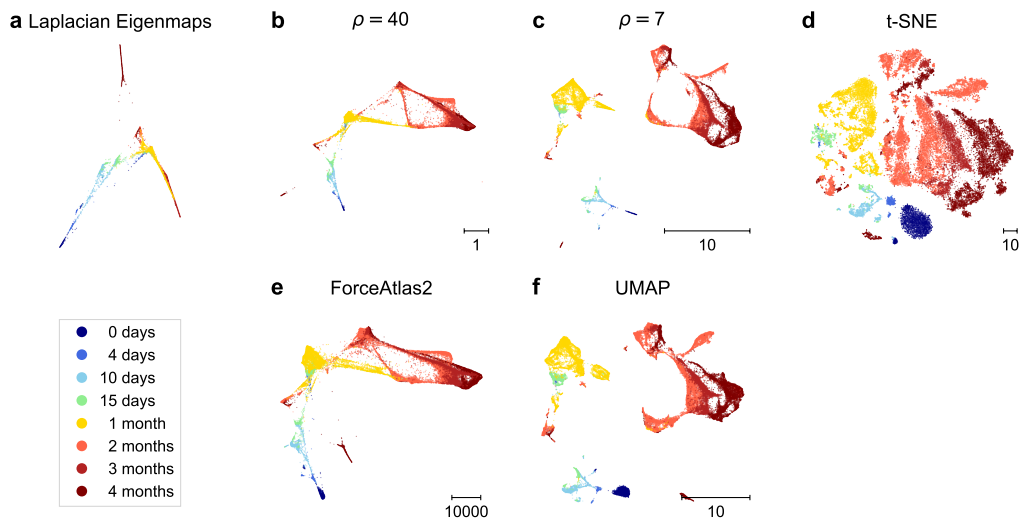 a Laplacian Eigenmaps
b ρ = 40
c ρ = 7
d t-SNE
1
10
10
e ForceAtlas2
f UMAP
0 days
4 days
10 days
15 days
1 month
2 months
3 months
4 months
10000
10